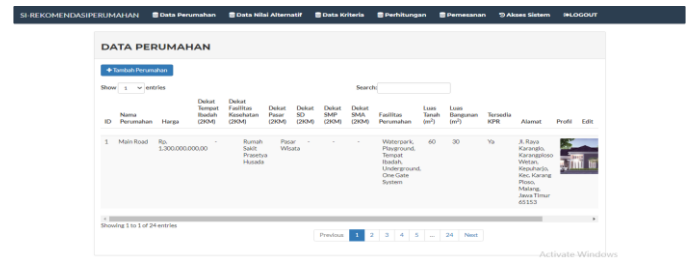 SI-REKOMENDASIPERUMAHAN Data Perumahan Data Nilai Alternatif Data Kriteria Perhitungan Pemesanan Akses Sistem LOGOUT
DATA PERUMAHAN
+ Tambah Perumahan
Show 1 entries Search:
ID Nama Perumahan Harga Dekat Tempat Ibadah (2KM) Dekat Fasilitas Kesehatan (2KM) Dekat Pasar (2KM) Dekat SD (2KM) Dekat SMP (2KM) Dekat SMA (2KM) Fasilitas Perumahan Luas Tanah (m²) Luas Bangunan (m²) Tersedia KPR Alamat Profil Edit
1 Main Road Rp. 1.300.000.000,00 - Rumah Sakit Prasetya Husada Pasar Wisata - - - Waterpark, Playground, Tempat Ibadah, Underground, One Gate System 60 30 Ya Jl. Raya Karanglo, Karangploso Wetan, Kepuharjo, Kec. Karang Ploso, Malang, Jawa Timur 65153
Showing 1 to 1 of 24 entries
Previous 1 2 3 4 5 ... 24 Next
Activate Windows